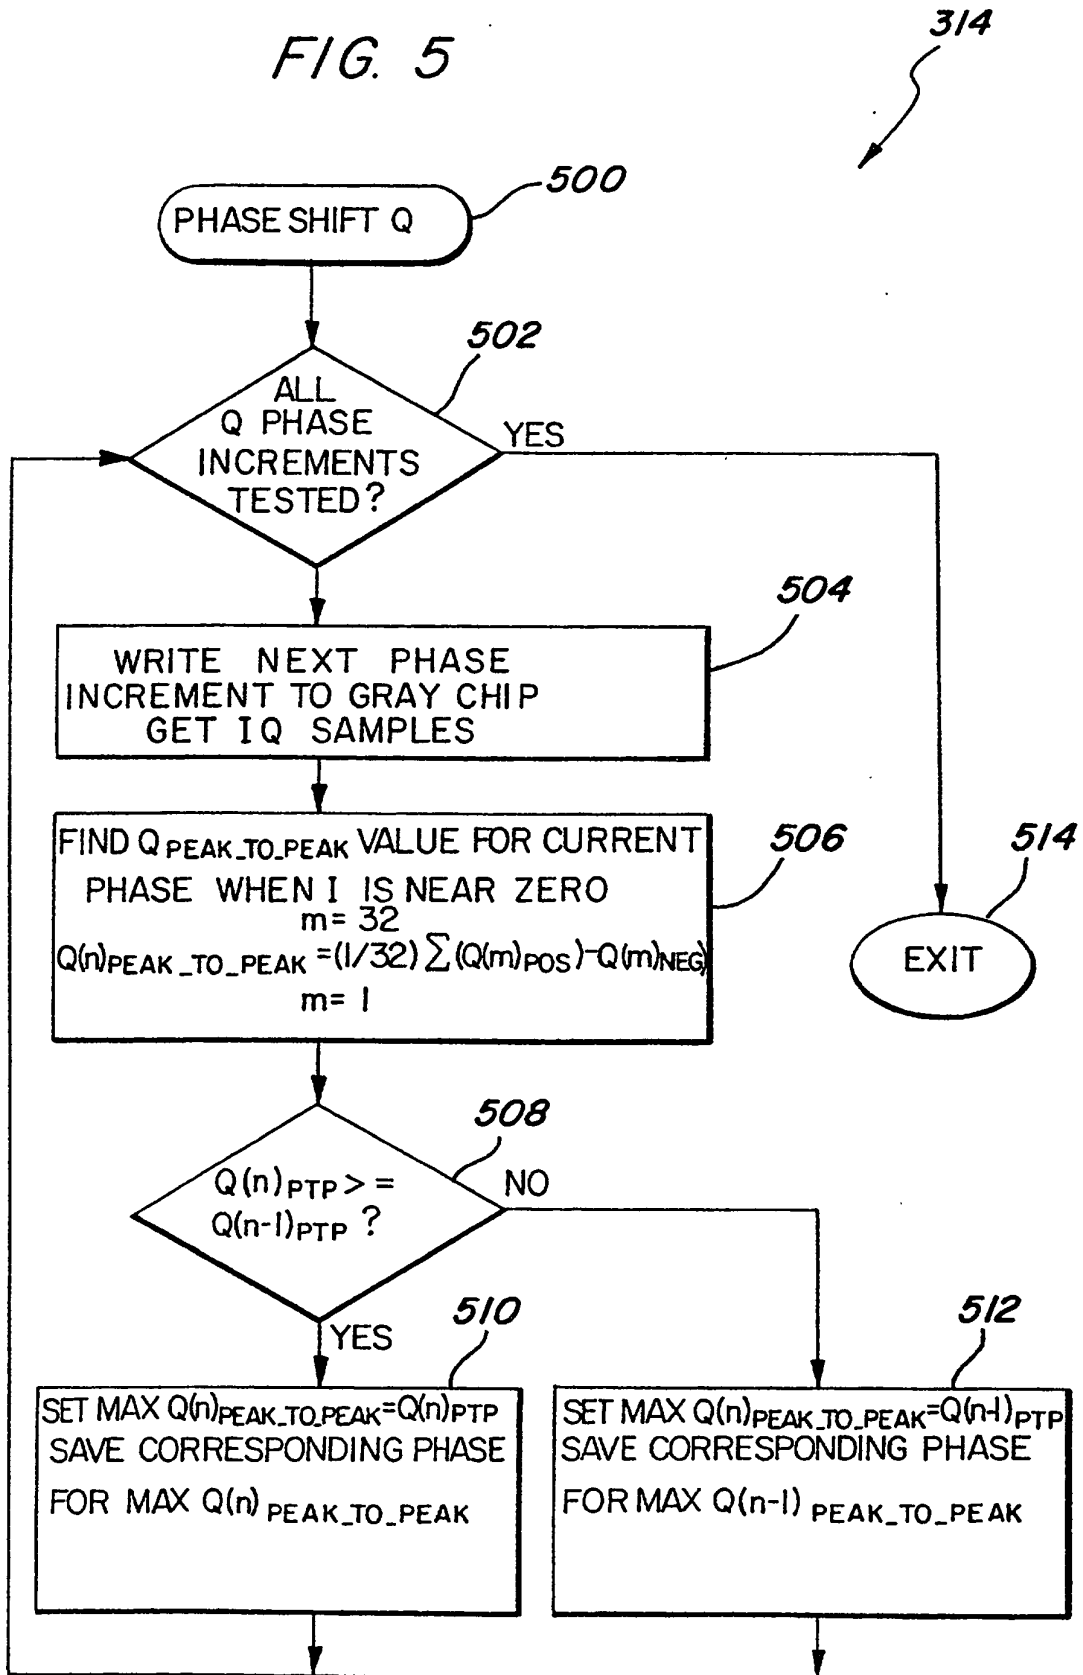 FIG. 5
314
PHASE SHIFT Q
500
502
ALL
Q PHASE
INCREMENTS
TESTED?
YES
504
WRITE NEXT PHASE
INCREMENT TO GRAY CHIP
GET IQ SAMPLES
506
FIND Q PEAK_TO_PEAK VALUE FOR CURRENT
PHASE WHEN I IS NEAR ZERO
m= 32
Q(n)PEAK_TO_PEAK =(1/32) ∑ (Q(m)POS)-Q(m)NEG)
m= 1
514
EXIT
508
Q(n)PTP > =
Q(n-1)PTP ?
NO
YES
510
SET MAX Q(n)PEAK_TO_PEAK=Q(n)PTP
SAVE CORRESPONDING PHASE
FOR MAX Q(n) PEAK_TO_PEAK
512
SET MAX Q(n)PEAK_TO_PEAK=Q(n-1)PTP
SAVE CORRESPONDING PHASE
FOR MAX Q(n-1) PEAK_TO_PEAK